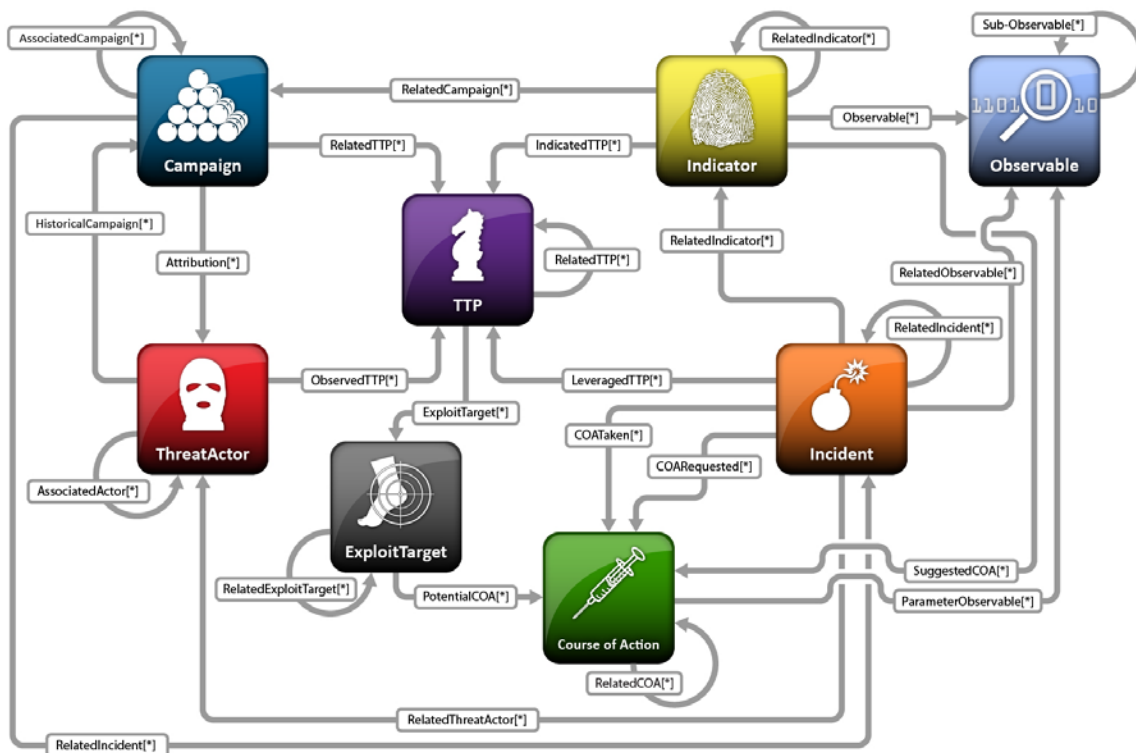 AssociatedCampaign[*]
RelatedIndicator[*]
Sub-Observable[*]
RelatedCampaign[*]
Observable[*]
1101 0 10
Campaign
RelatedTTP[*]
IndicatedTTP[*]
Indicator
Observable
HistoricalCampaign[*]
RelatedIndicator[*]
Attribution[*]
RelatedTTP[*]
RelatedObservable[*]
TTP
RelatedIncident[*]
ObservedTTP[*]
LeveragedTTP[*]
ExploitTarget[*]
COATaken[*]
ThreatActor
Incident
COARequested[*]
AssociatedActor[*]
ExploitTarget
SuggestedCOA[*]
RelatedExploitTarget[*]
PotentialCOA[*]
ParameterObservable[*]
Course of Action
RelatedCOA[*]
RelatedThreatActor[*]
RelatedIncident[*]